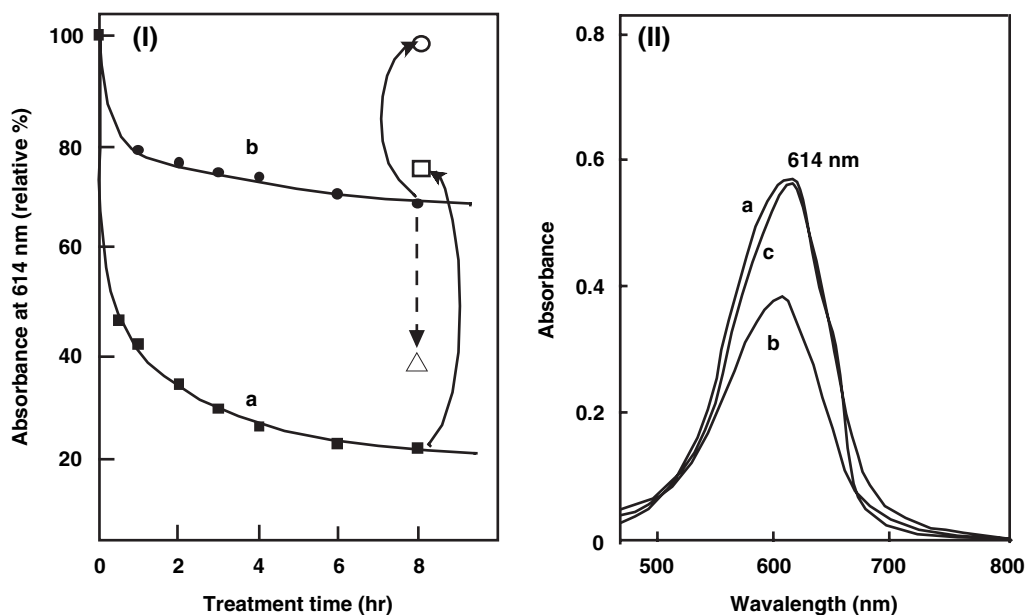 (I)
100
80
60
40
20
b
a
0
2
4
6
8
Absorbance at 614 nm (relative %)
Treatment time (hr)
(II)
0.8
0.6
0.4
0.2
0
614 nm
a
c
b
500
600
700
800
Absorbance
Wavalength (nm)